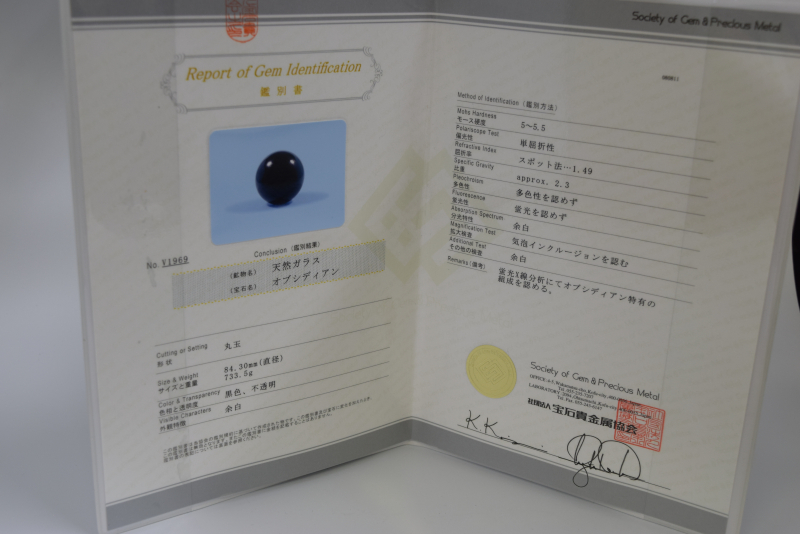 Report of Gem Identification
鑑別書
No. Y1969
Conclusion (鑑別結果)
(鉱物名) 天然ガラス
(宝石名) オブシディアン
Cutting or Setting
形状
丸玉
Size & Weight
サイズと重量
84.30mm(直径)
733.5g
Color & Transparency
色相と透明度
黒色、不透明
Visible Characters
外観特徴
余白
Society of Gem & Precious Metal
Method of Identification (鑑別方法)
Mohs Hardness
モース硬度
5〜5.5
Polariscope Test
偏光性
単屈折性
Refractive Index
屈折率
スポット法…1.49
Specific Gravity
比重
approx. 2.3
Pleochroism
多色性
多色性を認めず
Fluorescence
蛍光性
蛍光を認めず
Absorption Spectrum
分光特性
余白
Magnification Test
拡大検査
気泡インクルージョンを認む
Additional Test
その他の検査
余白
Remarks (備考)
蛍光X線分析にてオブシディアン特有の
組成を認める。
Society of Gem & Precious Metal
宝石貴金属協会